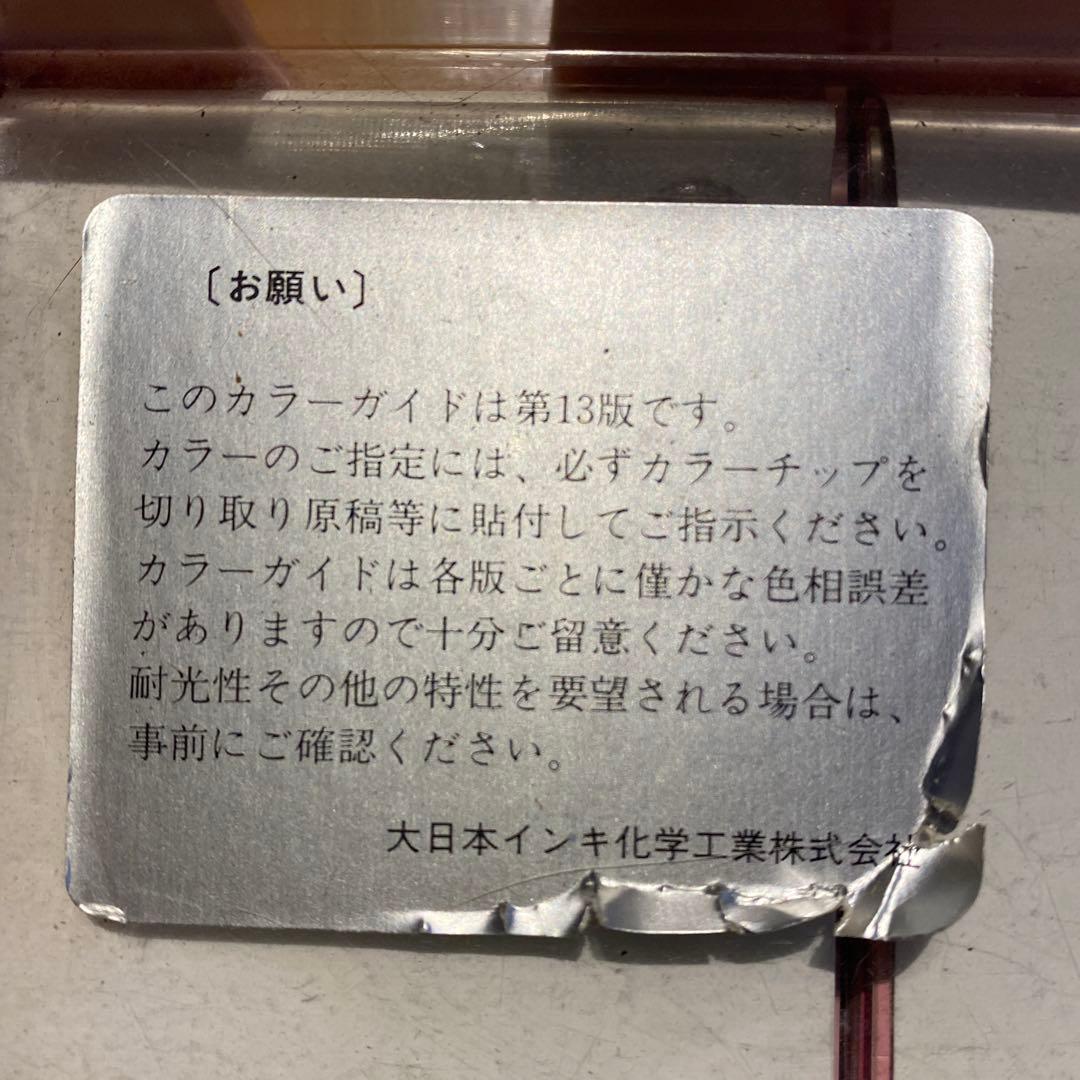 〔お願い〕
このカラーガイドは第13版です。
カラーのご指定には、必ずカラーチップを
切り取り原稿等に貼付してご指示ください。
カラーガイドは各版ごとに僅かな色相誤差
がありますので十分ご留意ください。
耐光性その他の特性を要望される場合は、
事前にご確認ください。
大日本インキ化学工業株式会社